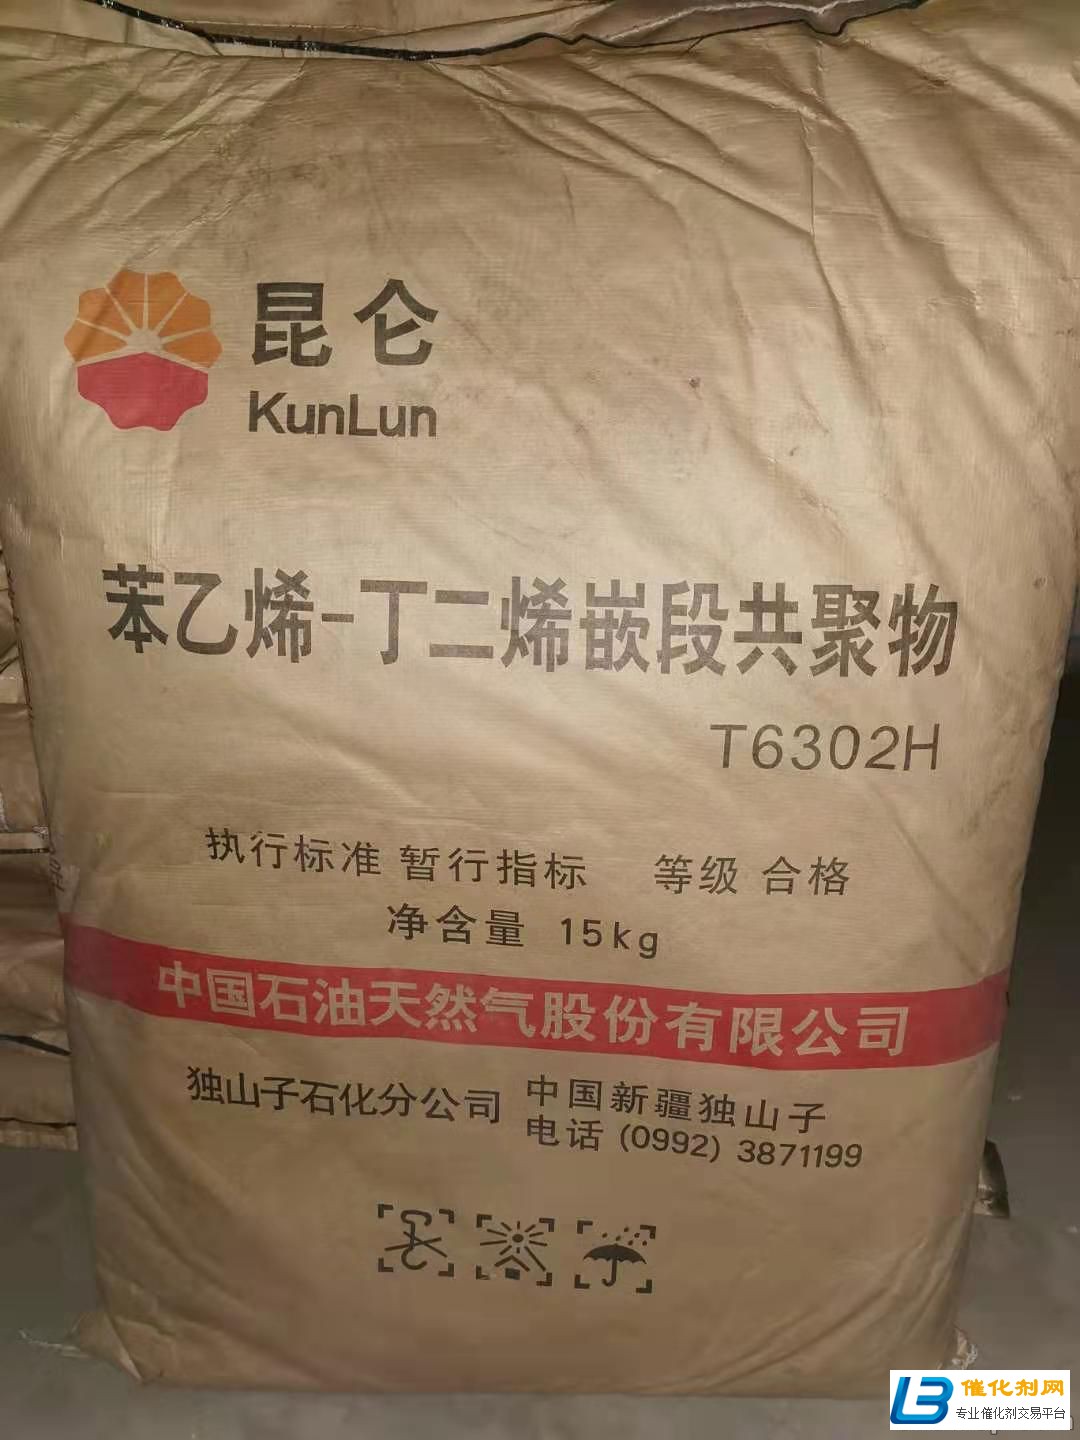 昆仑
KunLun
苯乙烯-丁二烯嵌段共聚物
T6302H
执行标准 暂行指标 等级 合格
净含量 15kg
中国石油天然气股份有限公司
独山子石化分公司 中国新疆独山子
电话 (0992) 3871199
催化剂网
专业催化剂交易平台